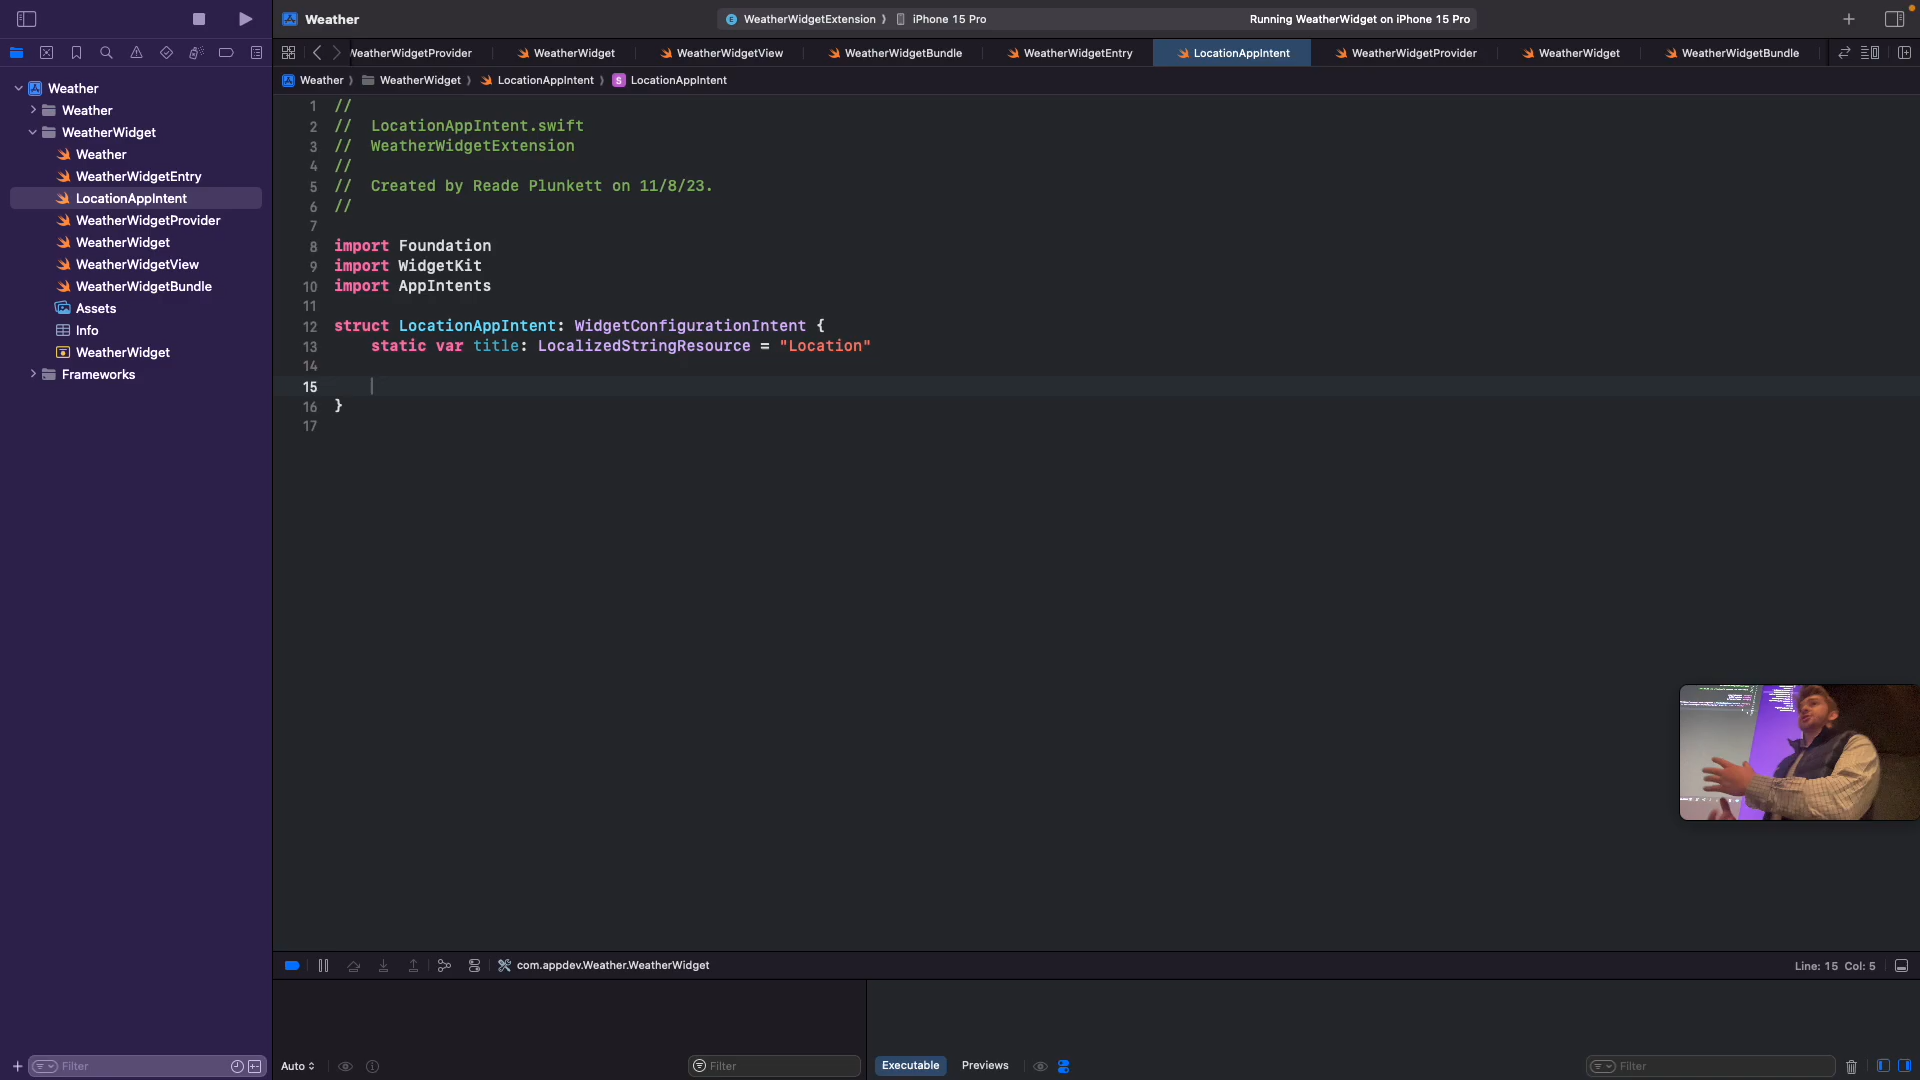 Weather
WeatherWidgetExtension
iPhone 15 Pro
Running WeatherWidget on iPhone 15 Pro
WeatherWidgetProvider
WeatherWidget
WeatherWidgetView
WeatherWidgetBundle
WeatherWidgetEntry
LocationAppIntent
WeatherWidgetProvider
WeatherWidget
WeatherWidgetBundle
Weather
WeatherWidget
LocationAppIntent
S
LocationAppIntent
Weather
Weather
WeatherWidget
Weather
WeatherWidgetEntry
LocationAppIntent
WeatherWidgetProvider
WeatherWidget
WeatherWidgetView
WeatherWidgetBundle
Assets
Info
WeatherWidget
Frameworks
1 //
2 // LocationAppIntent.swift
3 // WeatherWidgetExtension
4 //
5 // Created by Reade Plunkett on 11/8/23.
6 //
7
8 import Foundation
9 import WidgetKit
10 import AppIntents
11
12 struct LocationAppIntent: WidgetConfigurationIntent {
13 static var title: LocalizedStringResource = "Location"
14
15
16 }
17
com.appdev.Weather.WeatherWidget
Line: 15 Col: 5
Filter
Auto
Filter
Executable
Previews
Filter